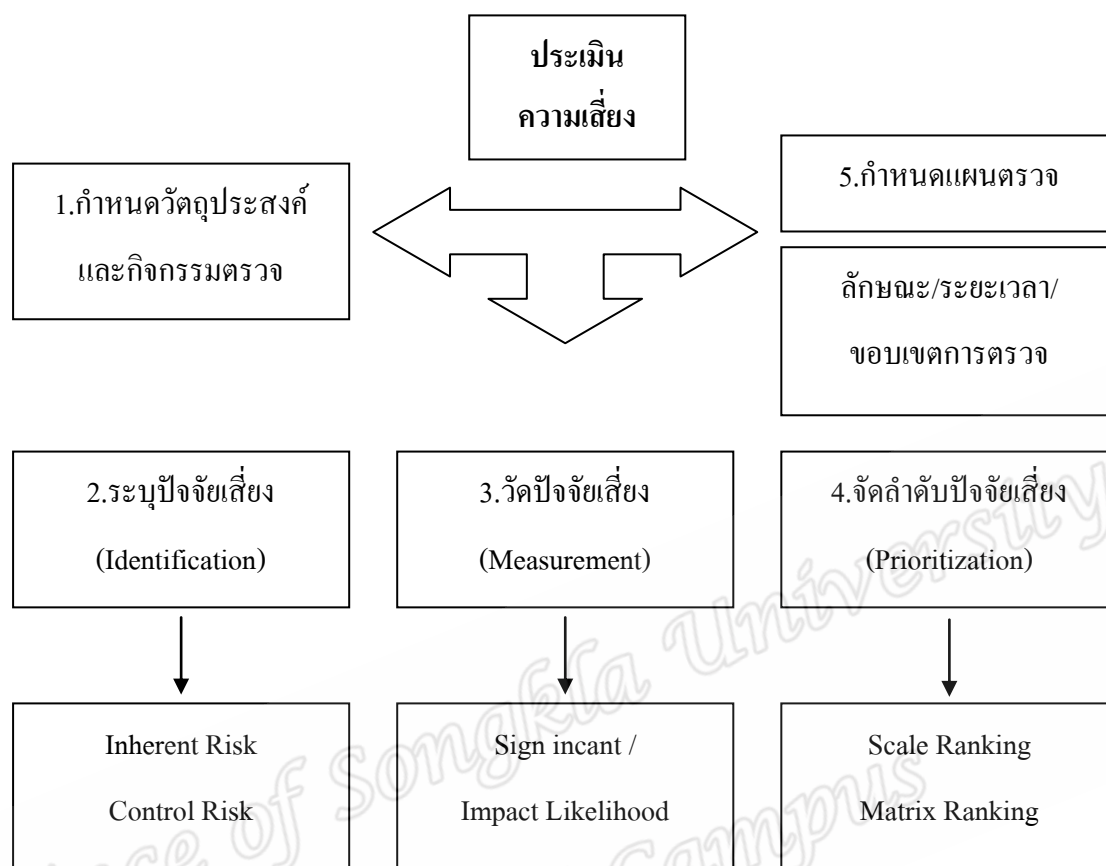 ประเมิน
ความเสี่ยง
1.กำหนดวัตถุประสงค์
และกิจกรรมตรวจ
5.กำหนดแผนตรวจ
ลักษณะ/ระยะเวลา/
ขอบเขตการตรวจ
2.ระบุปัจจัยเสี่ยง
(Identification)
3.วัดปัจจัยเสี่ยง
(Measurement)
4.จัดลำดับปัจจัยเสี่ยง
(Prioritization)
Inherent Risk
Control Risk
Sign incant /
Impact Likelihood
Scale Ranking
Matrix Ranking
of Songkla University
Campus